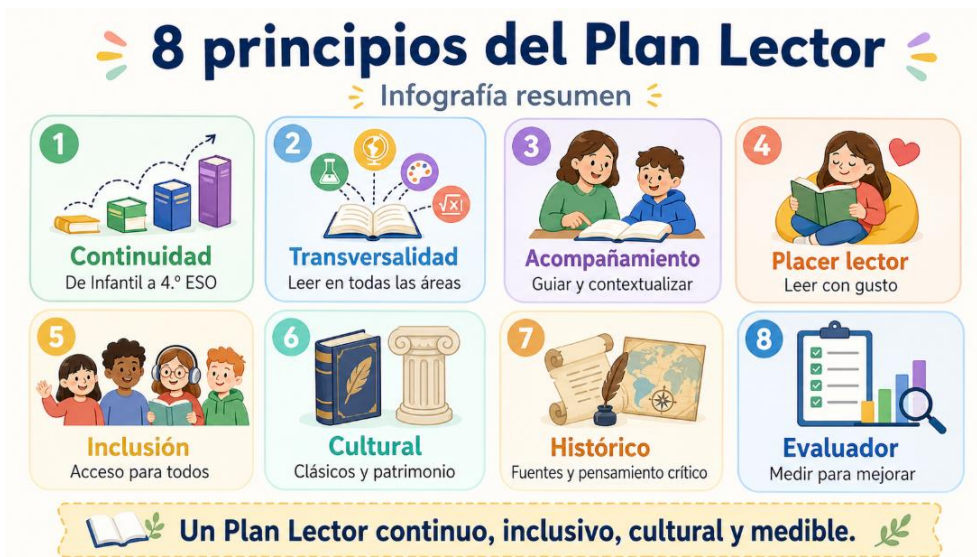 8 principios del Plan Lector
Infografía resumen
1
Continuidad
De Infantil a 4.º ESO
2
√x
Transversalidad
Leer en todas las áreas
3
Acompañamiento
Guiar y contextualizar
4
Placer lector
Leer con gusto
5
Inclusión
Acceso para todos
6
Cultural
Clásicos y patrimonio
7
Histórico
Fuentes y pensamiento crítico
8
Evaluador
Medir para mejorar
Un Plan Lector continuo, inclusivo, cultural y medible.